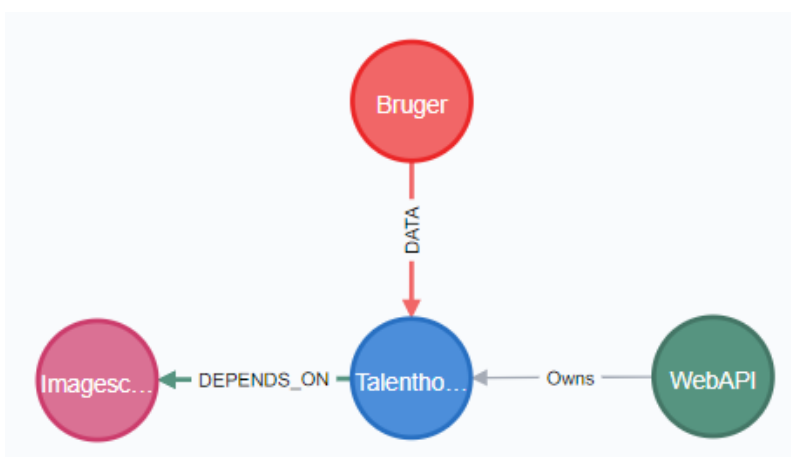 Bruger
DATA
Imagesc...
DEPENDS_ON
Talentho...
Owns
WebAPI